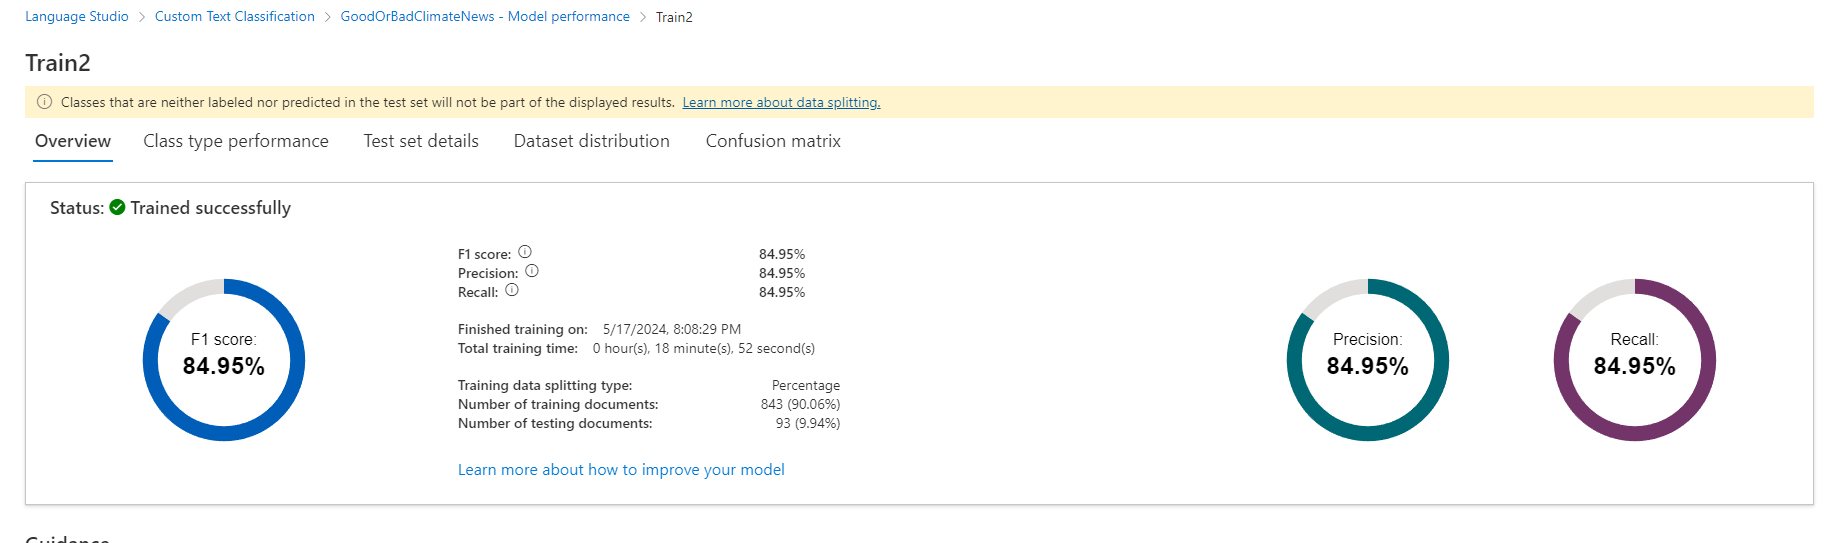 Language Studio > Custom Text Classification > GoodOrBadClimateNews - Model performance > Train2
Train2
Classes that are neither labeled nor predicted in the test set will not be part of the displayed results. Learn more about data splitting.
Overview Class type performance Test set details Dataset distribution Confusion matrix
Status: Trained successfully
F1 score:
84.95%
F1 score: 84.95%
Precision: 84.95%
Recall: 84.95%
Finished training on: 5/17/2024, 8:08:29 PM
Total training time: 0 hour(s), 18 minute(s), 52 second(s)
Training data splitting type: Percentage
Number of training documents: 843 (90.06%)
Number of testing documents: 93 (9.94%)
Learn more about how to improve your model
Precision:
84.95%
Recall:
84.95%
Guidance